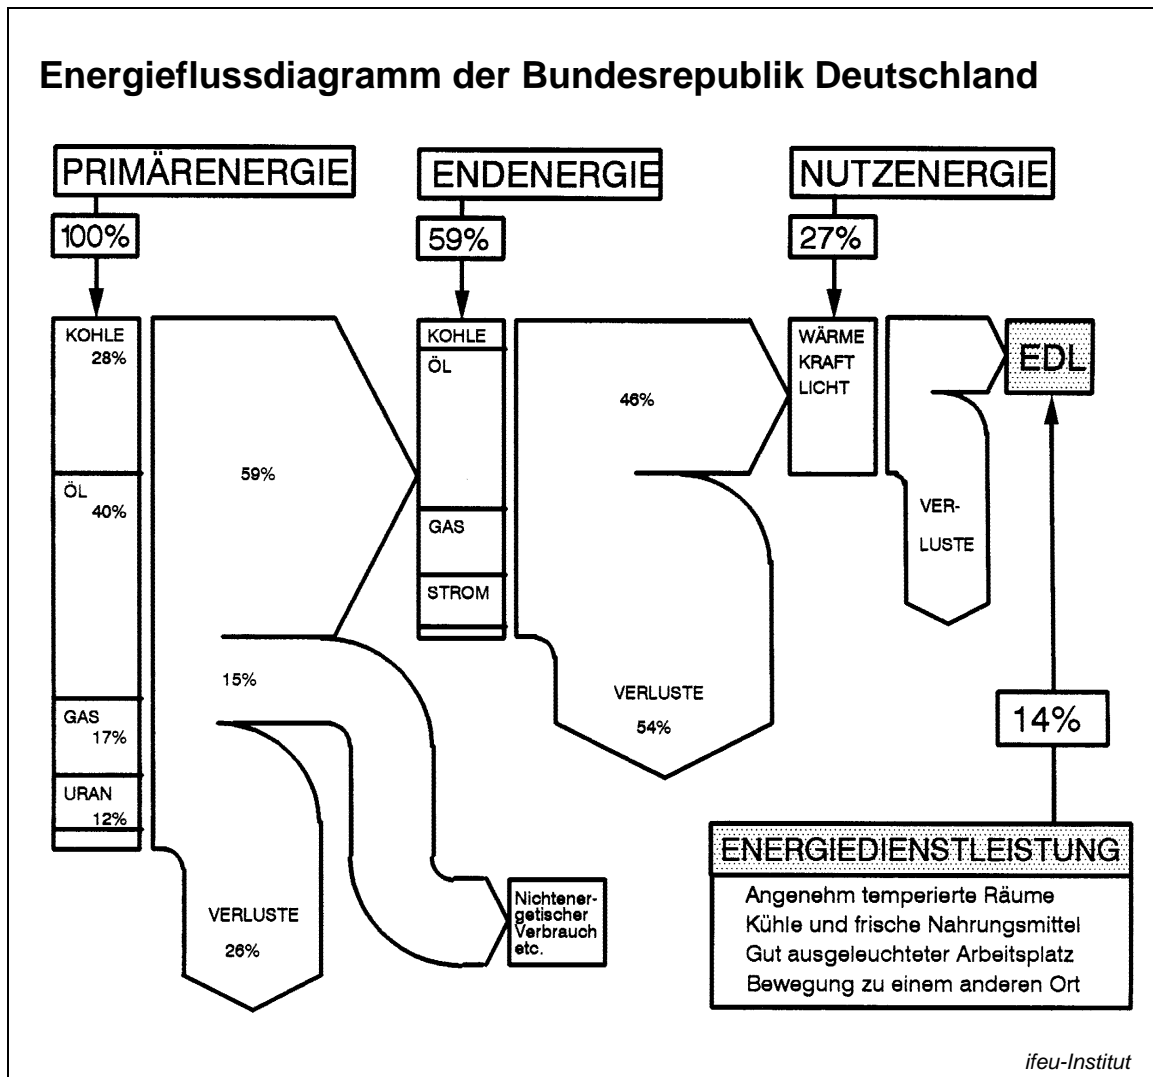 Energieflussdiagramm der Bundesrepublik Deutschland
PRIMÄRENERGIE
100%
KOHLE
28%
ÖL
40%
GAS
17%
URAN
12%
59%
15%
VERLUSTE
26%
Nichtener-
getischer
Verbrauch
etc.
ENDENERGIE
59%
KOHLE
ÖL
GAS
STROM
46%
VERLUSTE
54%
NUTZENERGIE
27%
WÄRME
KRAFT
LICHT
VER-
LUSTE
EDL
14%
ENERGIEDIENSTLEISTUNG
Angenehm temperierte Räume
Kühle und frische Nahrungsmittel
Gut ausgeleuchteter Arbeitsplatz
Bewegung zu einem anderen Ort
ifeu-Institut